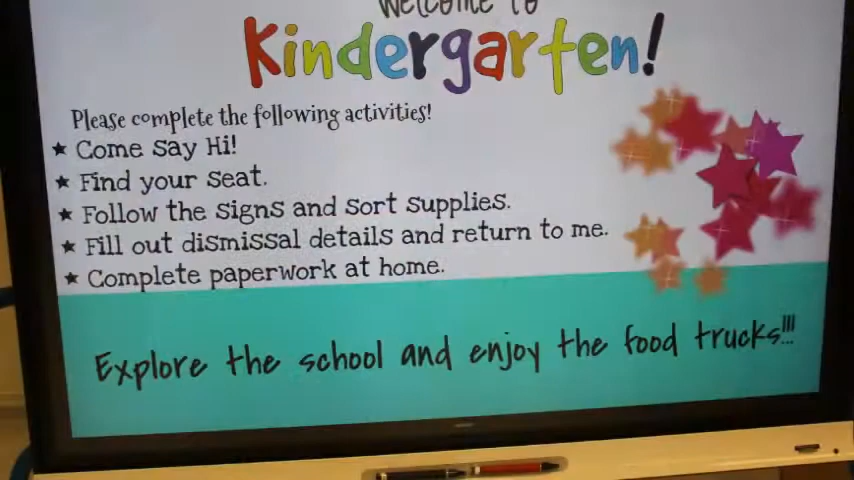 Welcome to
Kindergarten!
Please complete the following activities!
★ Come say Hi!
★ Find your seat.
★ Follow the signs and sort supplies.
★ Fill out dismissal details and return to me.
★ Complete paperwork at home.
Explore the school and enjoy the food trucks!!!